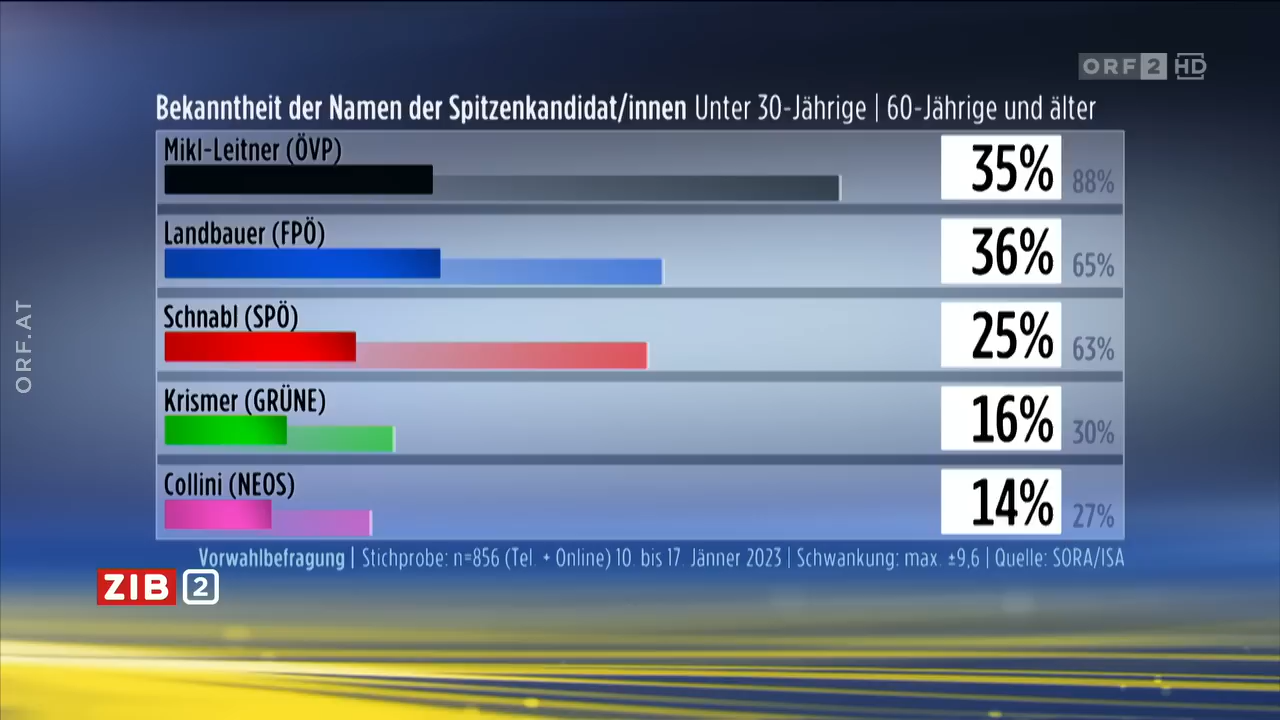 ORF 2 HD
Bekanntheit der Namen der Spitzenkandidat/innen Unter 30-Jährige | 60-Jährige und älter
Mikl-Leitner (ÖVP) 35% 88%
Landbauer (FPÖ) 36% 65%
Schnabl (SPÖ) 25% 63%
Krismer (GRÜNE) 16% 30%
Collini (NEOS) 14% 27%
Vorwahlbefragung | Stichprobe: n=856 (Tel. + Online) 10. bis 17. Jänner 2023 | Schwankung: max. ±9,6 | Quelle: SORA/ISA
ZIB 2
ORF.AT